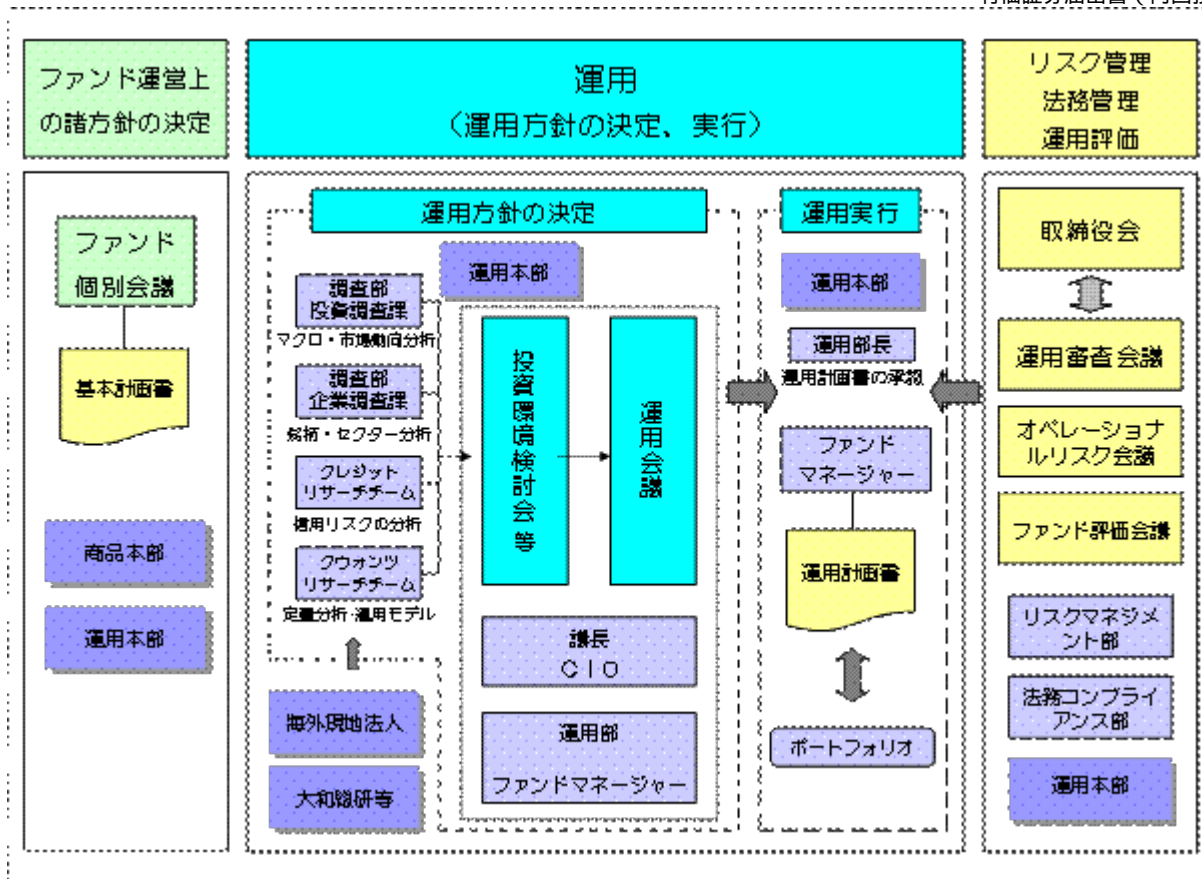 ファンド運営上
の諸方針の決定
運用
（運用方針の決定、実行）
リスク管理
法務管理
運用評価
ファンド
個別会議
基本計画書
商品本部
運用本部
運用方針の決定
運用本部
調査部
投資調査課
マクロ・市場動向分析
調査部
企業調査課
銘柄・セクター分析
クレジット
リサーチチーム
信用リスクの分析
クウォンツ
リサーチチーム
定量分析・運用モデル
海外現地法人
大和総研等
投資環境検討会等
運用会議
議長
ＣＩＯ
運用部
ファンドマネージャー
運用実行
運用本部
運用部長
運用計画書の承認
ファンド
マネージャー
運用計画書
ポートフォリオ
取締役会
運用審査会議
オペレーショナ
ルリスク会議
ファンド評価会議
リスクマネジメ
ント部
法務コンプライ
アンス部
運用本部